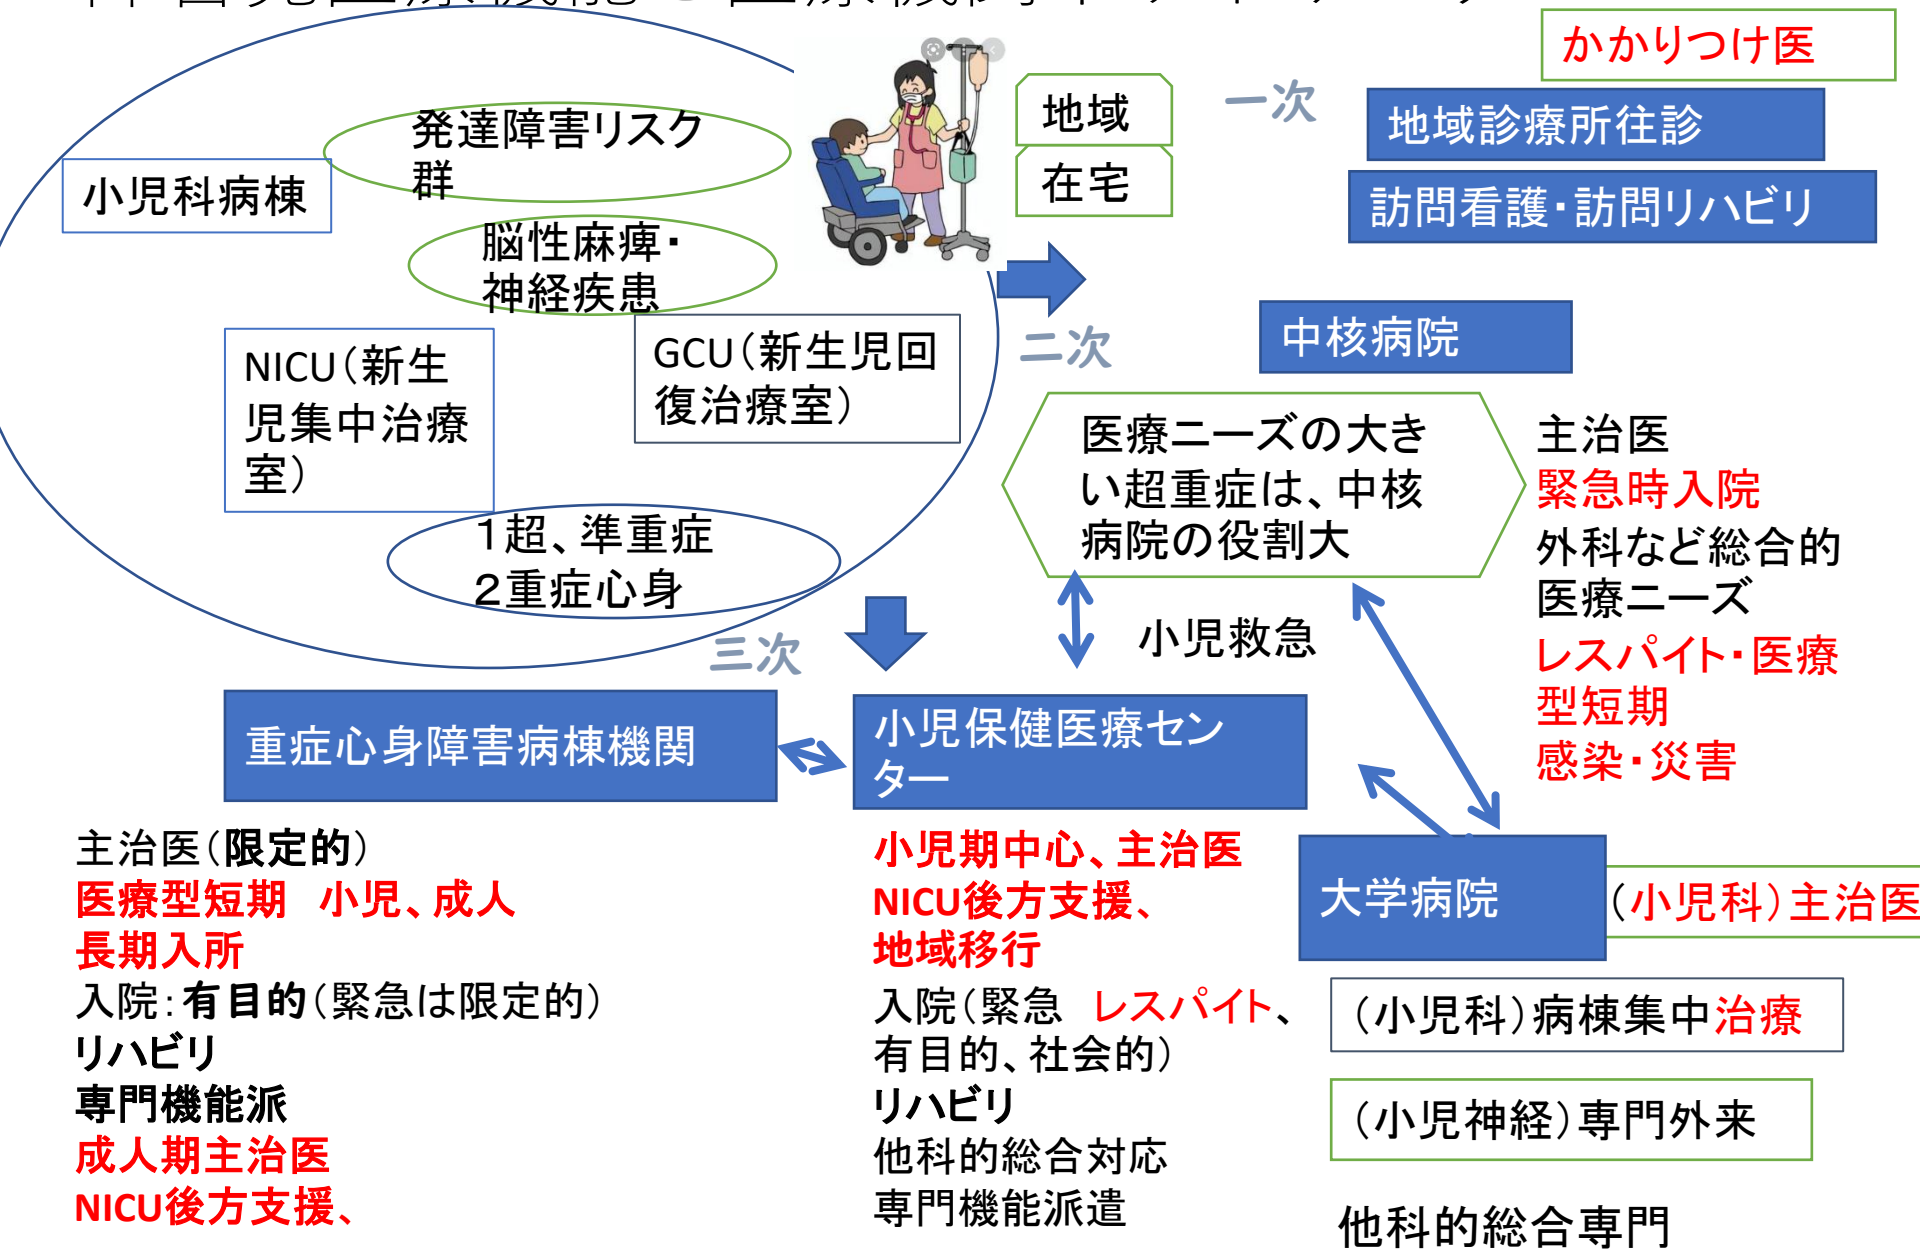 かかりつけ医
地域
一次
地域診療所往診
在宅
訪問看護・訪問リハビリ
発達障害リスク
群
小児科病棟
脳性麻痺・
神経疾患
二次
中核病院
NICU（新生
児集中治療
室）
GCU（新生児回
復治療室）
医療ニーズの大き
い超重症は、中核
病院の役割大
主治医
緊急時入院
外科など総合的
医療ニーズ
レスパイト・医療
型短期
感染・災害
１超、準重症
２重症心身
小児救急
三次
重症心身障害病棟機関
小児保健医療セン
ター
主治医（限定的）
医療型短期　小児、成人
長期入所
入院：有目的（緊急は限定的）
リハビリ
専門機能派
成人期主治医
NICU後方支援、
小児期中心、主治医
NICU後方支援、
地域移行
入院（緊急　レスパイト、
有目的、社会的）
リハビリ
他科的総合対応
専門機能派遣
大学病院
（小児科）主治医
（小児科）病棟集中治療
（小児神経）専門外来
他科的総合専門